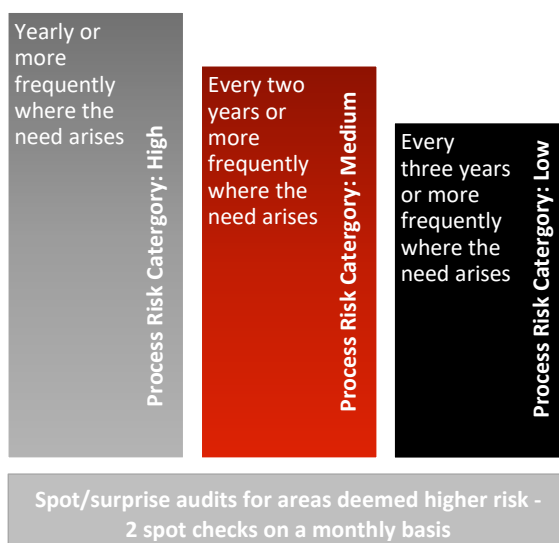 Yearly or
more
frequently
where the
need arises
Process Risk Catergory: High
Every two
years or
more
frequently
where the
need arises
Process Risk Catergory: Medium
Every
three years
or more
frequently
where the
need arises
Process Risk Catergory: Low
Spot/surprise audits for areas deemed higher risk -
2 spot checks on a monthly basis